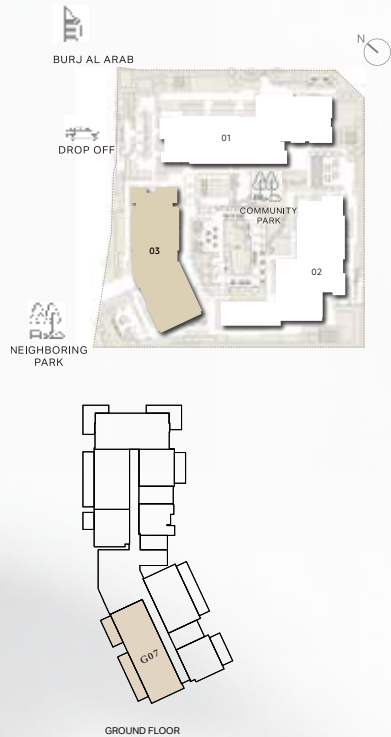 N
BURJ AL ARAB
DROP OFF
01
COMMUNITY
PARK
03
02
NEIGHBORING
PARK
G07
GROUND FLOOR